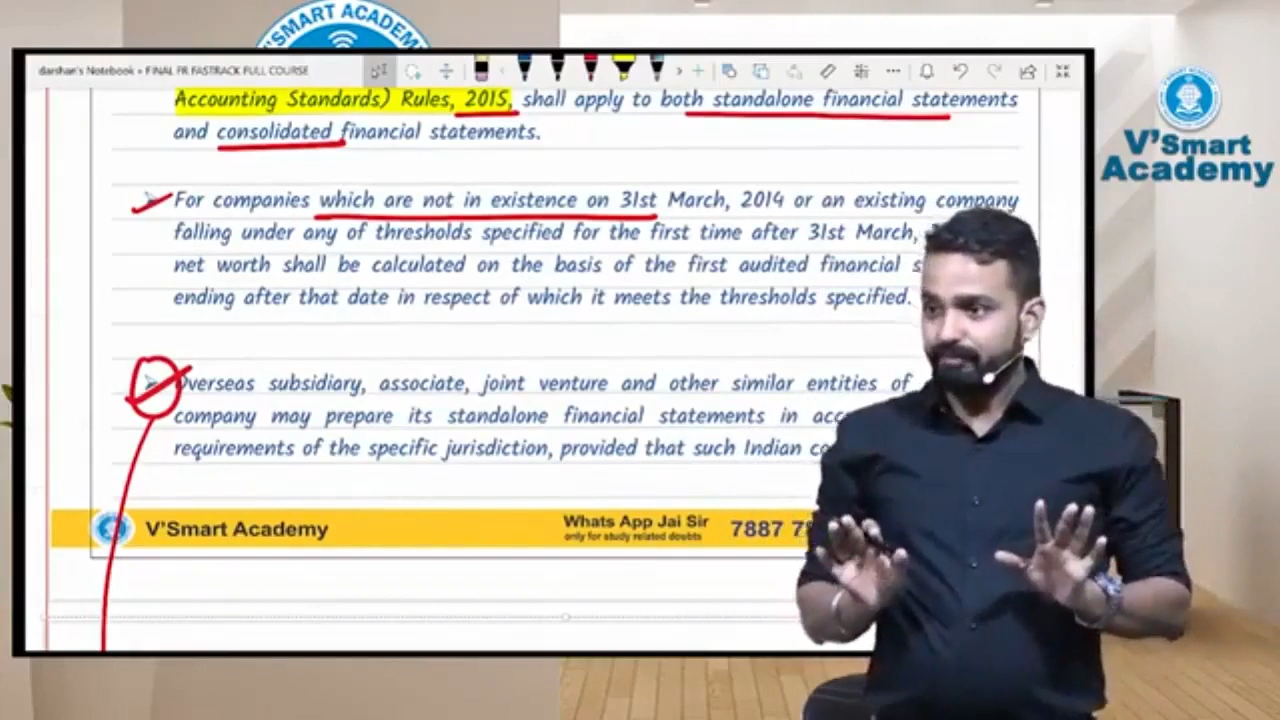 SMART ACADEM
darshan's Notebook » FINAL FR FASTRACK FULL COURSE
Accounting Standards) Rules, 2015, shall apply to both standalone financial statements
and consolidated financial statements.
For companies which are not in existence on 31st March, 2014 or an existing company
falling under any of thresholds specified for the first time after 31st March,
net worth shall be calculated on the basis of the first audited financial
ending after that date in respect of which it meets the thresholds specified.
Overseas subsidiary, associate, joint venture and other similar entities of
company may prepare its standalone financial statements in
requirements of the specific jurisdiction, provided that such Indian
V'Smart Academy
Whats App Jai Sir
only for study related doubts
7887
V'Smart
Academy